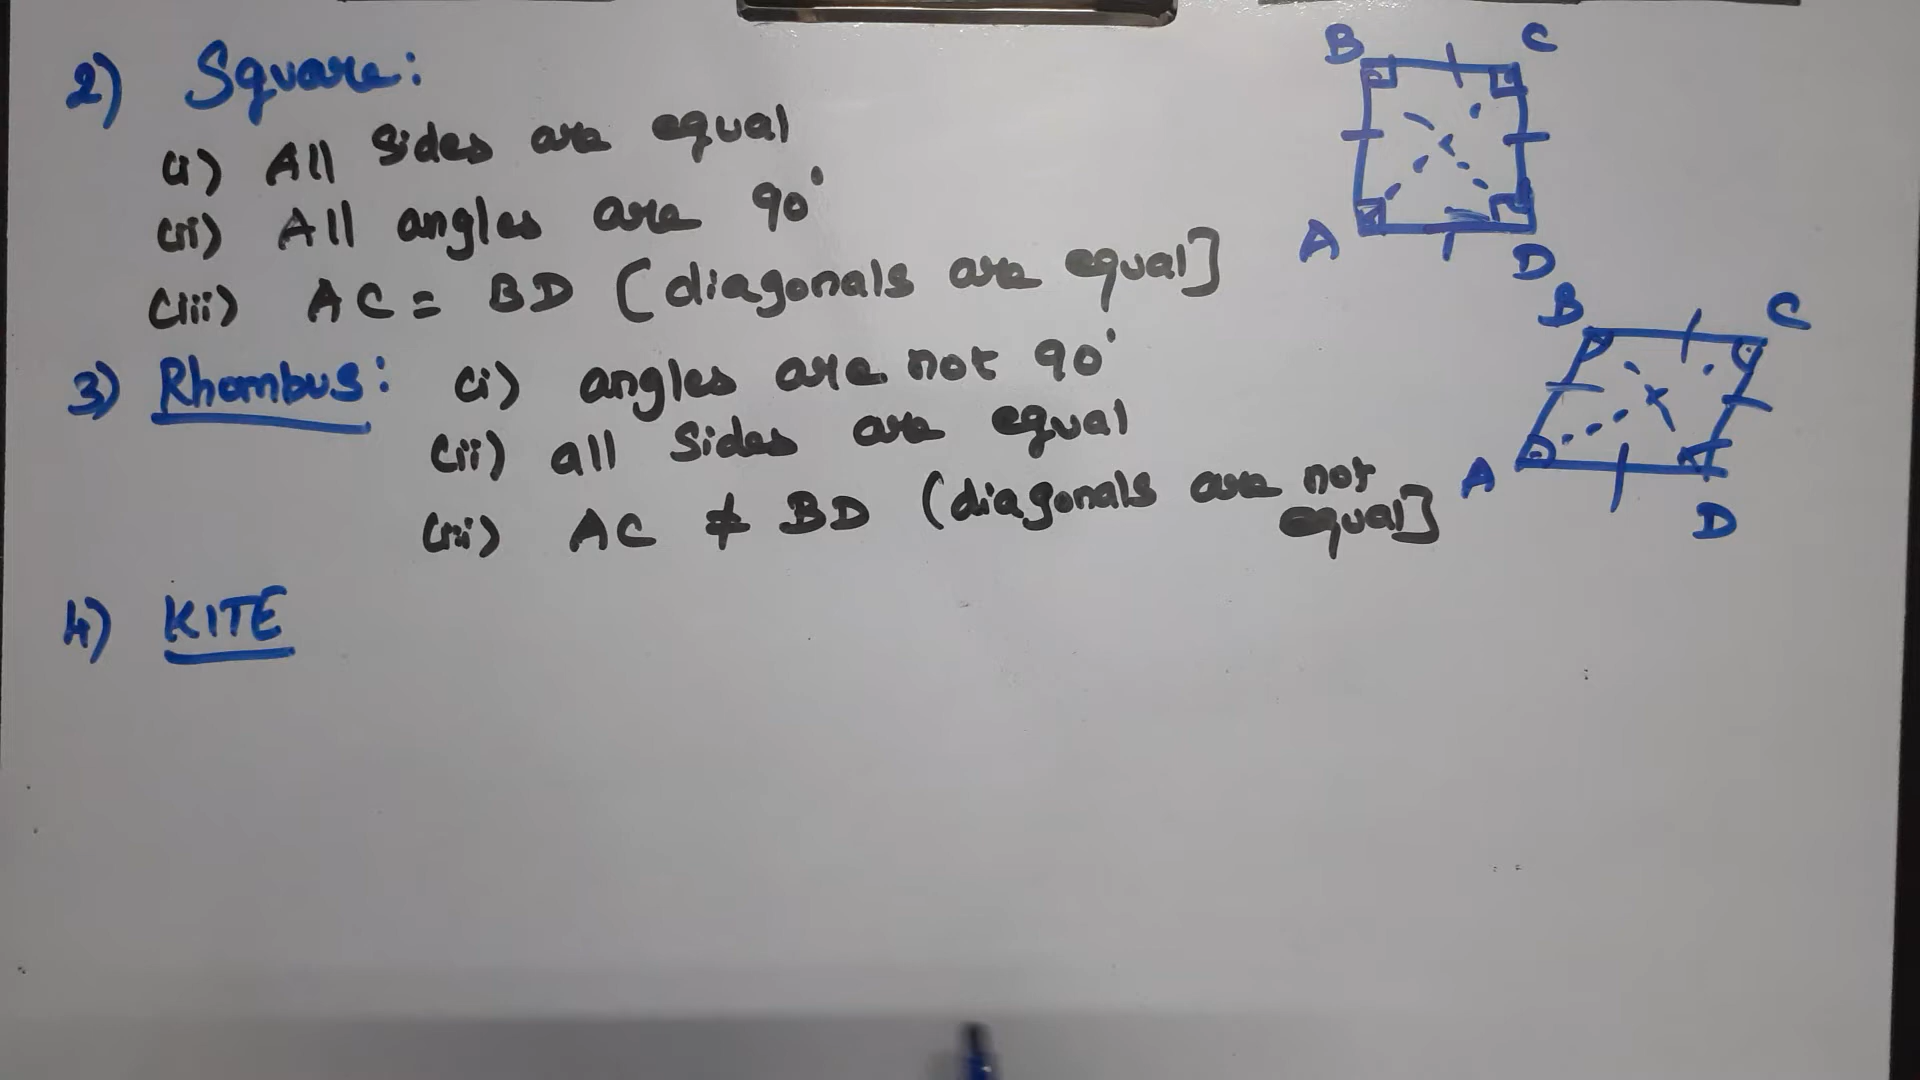 2) Square:
(i) All sides are equal
(ii) All angles are 90°
(iii) AC = BD (diagonals are equal]
3) Rhombus: (i) angles are not 90°
(ii) all sides are equal
(iii) AC ≠ BD (diagonals are not
equal]
4) KITE
B C
A D
B C
A D